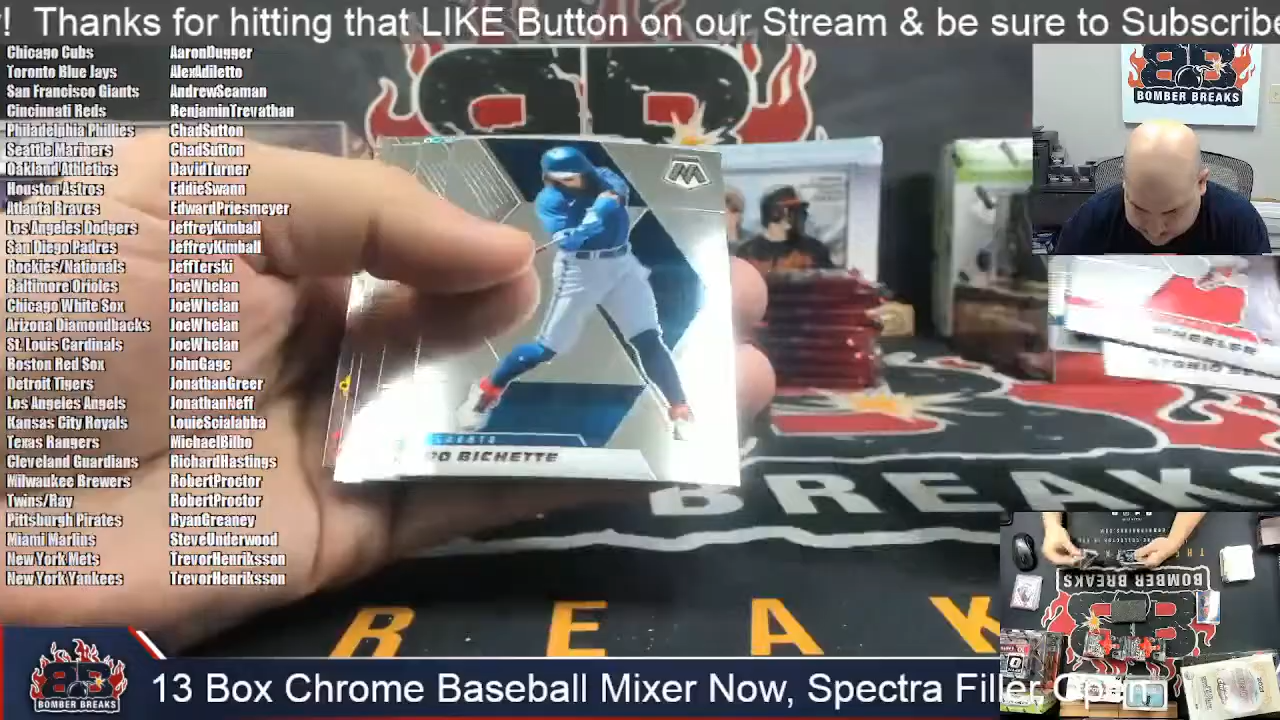 ! Thanks for hitting that LIKE Button on our Stream & be sure to Subscribe
Chicago Cubs AaronDugger
Toronto Blue Jays AlexAdiletto
San Francisco Giants AndrewSeaman
Cincinnati Reds BenjaminTrevathan
Philadelphia Phillies ChadSutton
Seattle Mariners ChadSutton
Oakland Athletics DavidTurner
Houston Astros EddieSwann
Atlanta Braves EdwardPriesmeyer
Los Angeles Dodgers JeffreyKimball
San Diego Padres JeffreyKimball
Rockies/Nationals JeffTerski
Baltimore Orioles JoeWhelan
Chicago White Sox JoeWhelan
Arizona Diamondbacks JoeWhelan
St. Louis Cardinals JoeWhelan
Boston Red Sox JohnGage
Detroit Tigers JonathanGreer
Los Angeles Angels JonathanNeff
Kansas City Royals LouieScialabba
Texas Rangers MichaelBilbo
Cleveland Guardians RichardHastings
Milwaukee Brewers RobertProctor
Twins/Ray RobertProctor
Pittsburgh Pirates RyanGreaney
Miami Marlins SteveUnderwood
New York Mets TrevorHenriksson
New York Yankees TrevorHenriksson
BOMBER BREAKS
BICHETTE
WHEELER
BREAKS
BREAK
BOMBER BREAKS
BOMBER BREAKS
13 Box Chrome Baseball Mixer Now, Spectra Filler Open